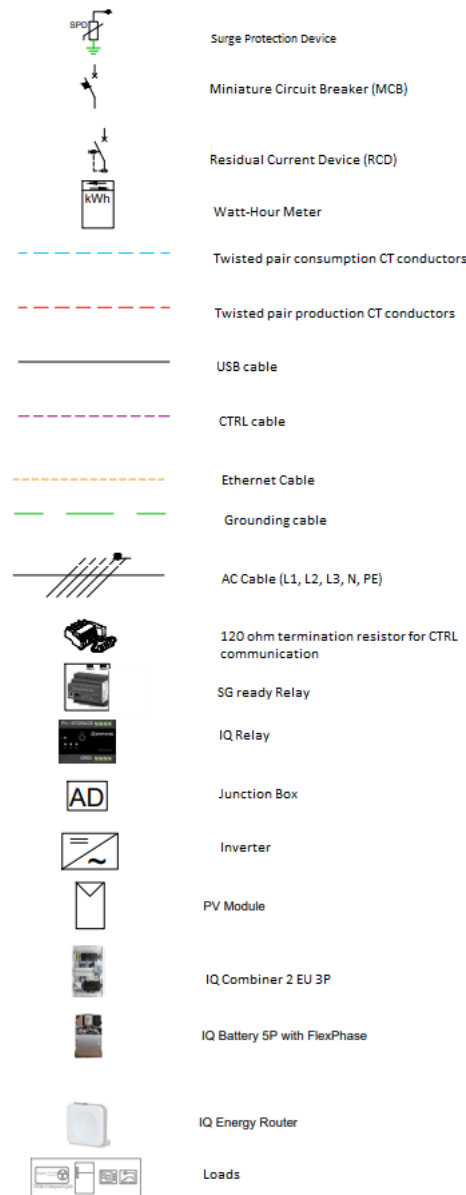 SPD
Surge Protection Device
Miniature Circuit Breaker (MCB)
Residual Current Device (RCD)
kWh
Watt-Hour Meter
Twisted pair consumption CT conductors
Twisted pair production CT conductors
USB cable
CTRL cable
Ethernet Cable
Grounding cable
AC Cable (L1, L2, L3, N, PE)
120 ohm termination resistor for CTRL
communication
SG ready Relay
IQ Relay
AD
Junction Box
Inverter
PV Module
IQ Combiner 2 EU 3P
IQ Battery 5P with FlexPhase
IQ Energy Router
Loads